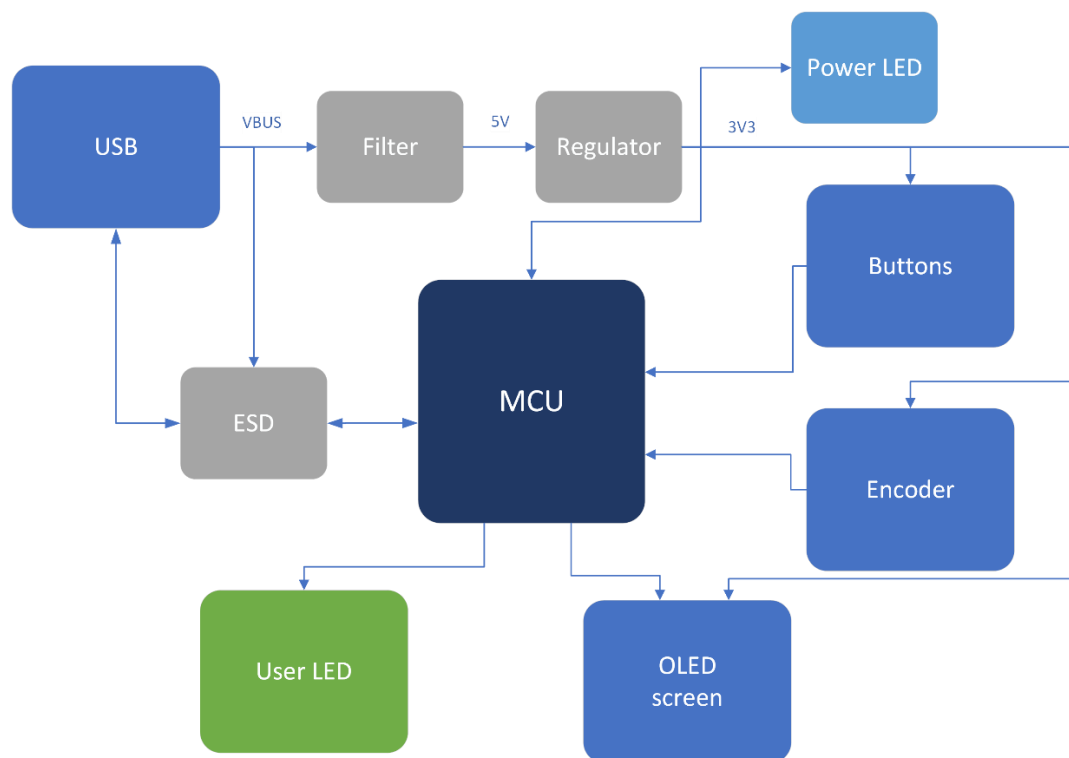 Power LED
USB
VBUS
Filter
5V
Regulator
3V3
Buttons
MCU
ESD
Encoder
User LED
OLED
screen